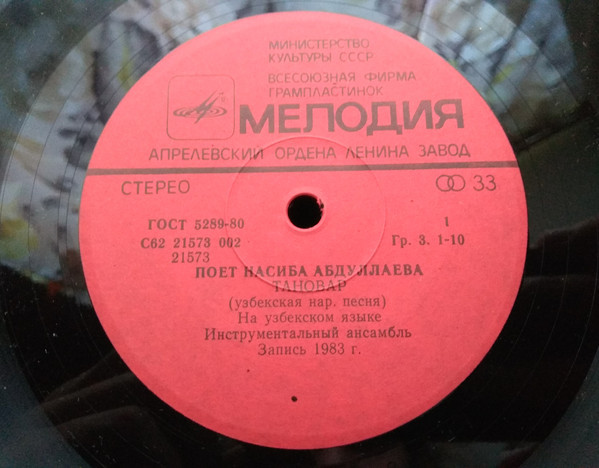 МИНИСТЕРСТВО
КУЛЬТУРЫ СССР
ВСЕСОЮЗНАЯ ФИРМА
ГРАМПЛАСТИНОК
МЕЛОДИЯ
АПРЕЛЕВСКИЙ ОРДЕНА ЛЕНИНА ЗАВОД
СТЕРЕО 33
ГОСТ 5289-80 1
С62 21573 002 Гр. 3. 1-10
21573
ПОЕТ НАСИБА АБДУЛЛАЕВА
ТАНОВАР
(узбекская нар. песня)
На узбекском языке
Инструментальный ансамбль
Запись 1983 г.